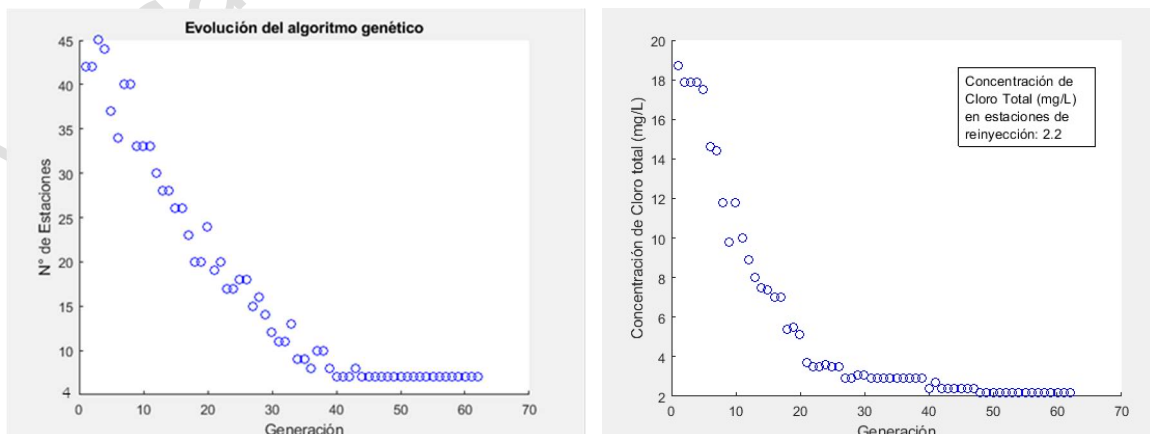 Evolución del algoritmo genético
N° de Estaciones
45
40
35
30
25
20
15
10
4
0 10 20 30 40 50 60 70
Generación
Concentración de Cloro total (mg/L)
20
18
16
14
12
10
8
6
4
2
0 10 20 30 40 50 60 70
Generación
Concentración de
Cloro Total (mg/L)
en estaciones de
reinyección: 2.2